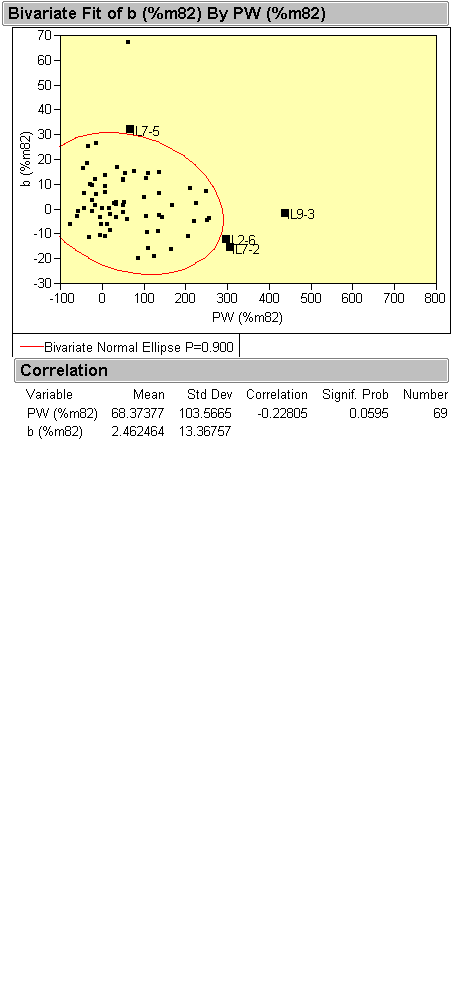 Bivariate Fit of b (%m82) By PW (%m82)
70
60
50
40
30
20
10
0
-10
-20
-30
b (%m82)
L7-5
L9-3
L2-6
L7-2
-100 0 100 200 300 400 500 600 700 800
PW (%m82)
Bivariate Normal Ellipse P=0.900
Correlation
Variable Mean Std Dev Correlation Signif. Prob Number
PW (%m82) 68.37377 103.5665 -0.22805 0.0595 69
b (%m82) 2.462464 13.36757